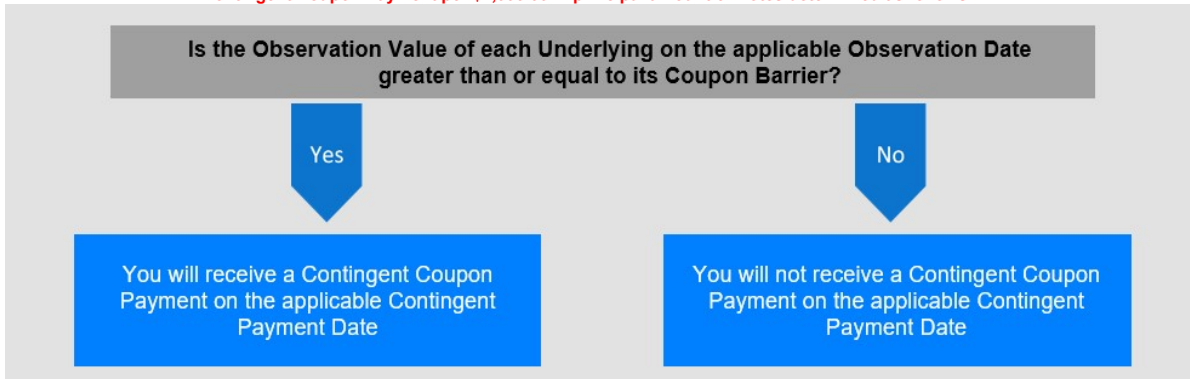 Is the Observation Value of each Underlying on the applicable Observation Date
greater than or equal to its Coupon Barrier?
Yes
No
You will receive a Contingent Coupon
Payment on the applicable Contingent
Payment Date
You will not receive a Contingent Coupon
Payment on the applicable Contingent
Payment Date